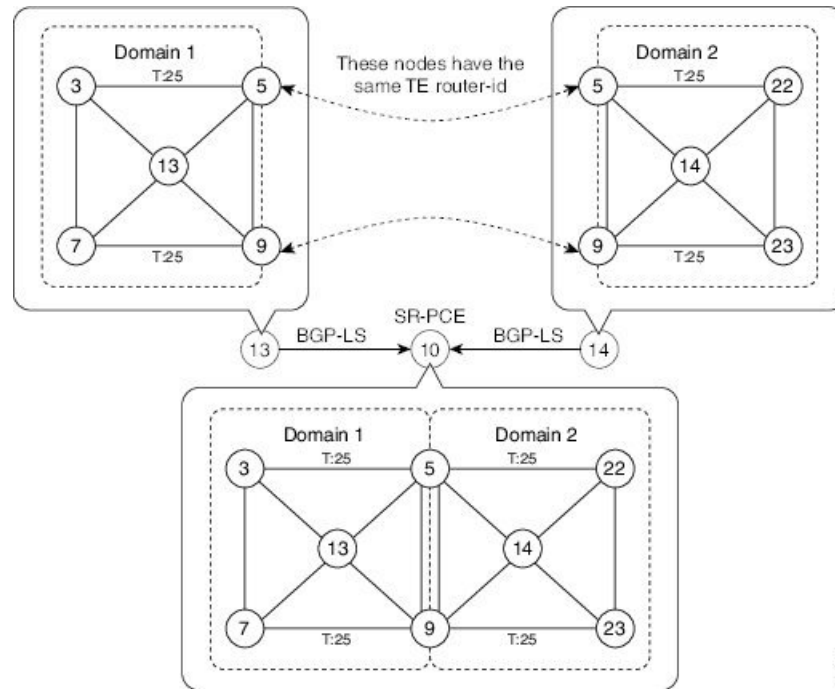 Domain 1
T:25
3
5
13
7
9
T:25
These nodes have the
same TE router-id
Domain 2
T:25
5
22
14
9
23
T:25
SR-PCE
13
BGP-LS
10
BGP-LS
14
Domain 1
Domain 2
T:25
T:25
3
5
22
13
14
7
9
23
T:25
T:25